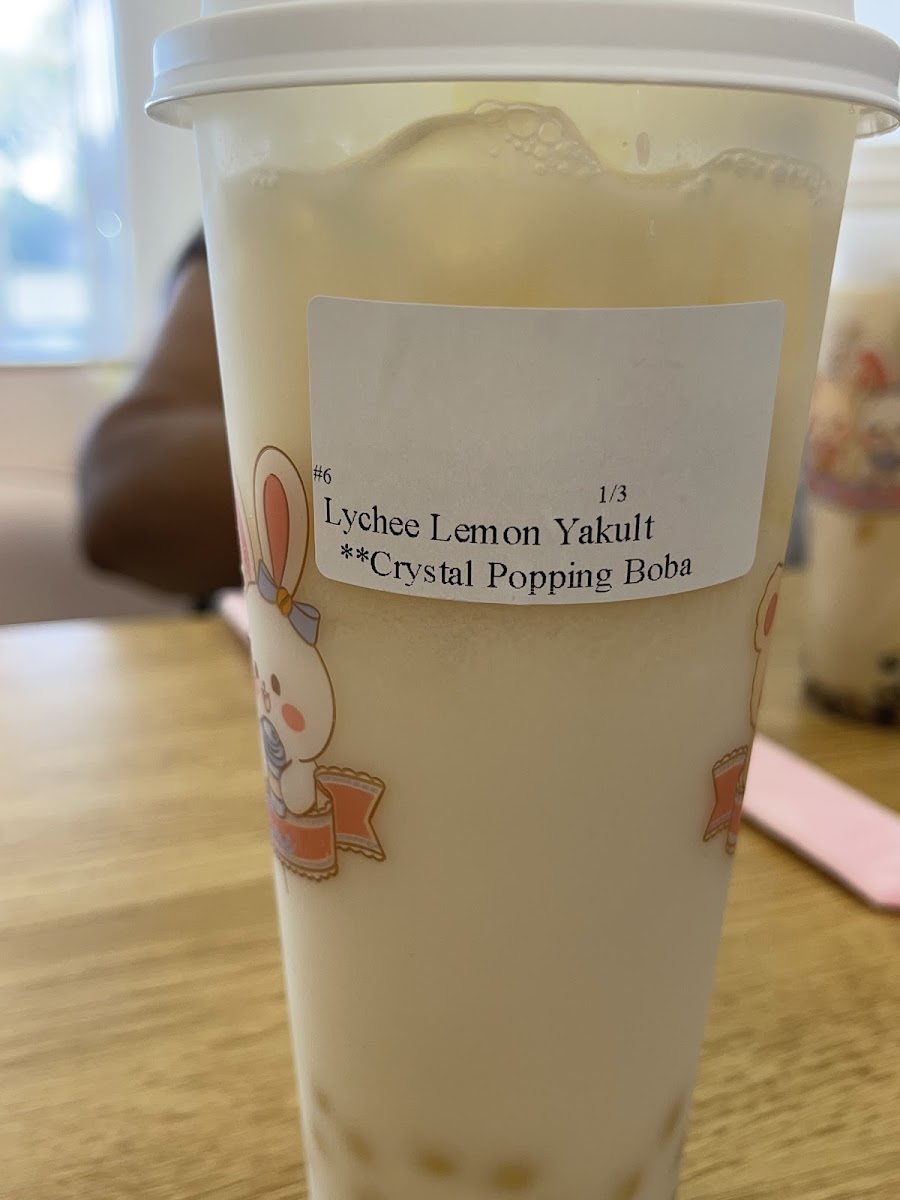 #6
1/3
Lychee Lemon Yakult
**Crystal Popping Boba